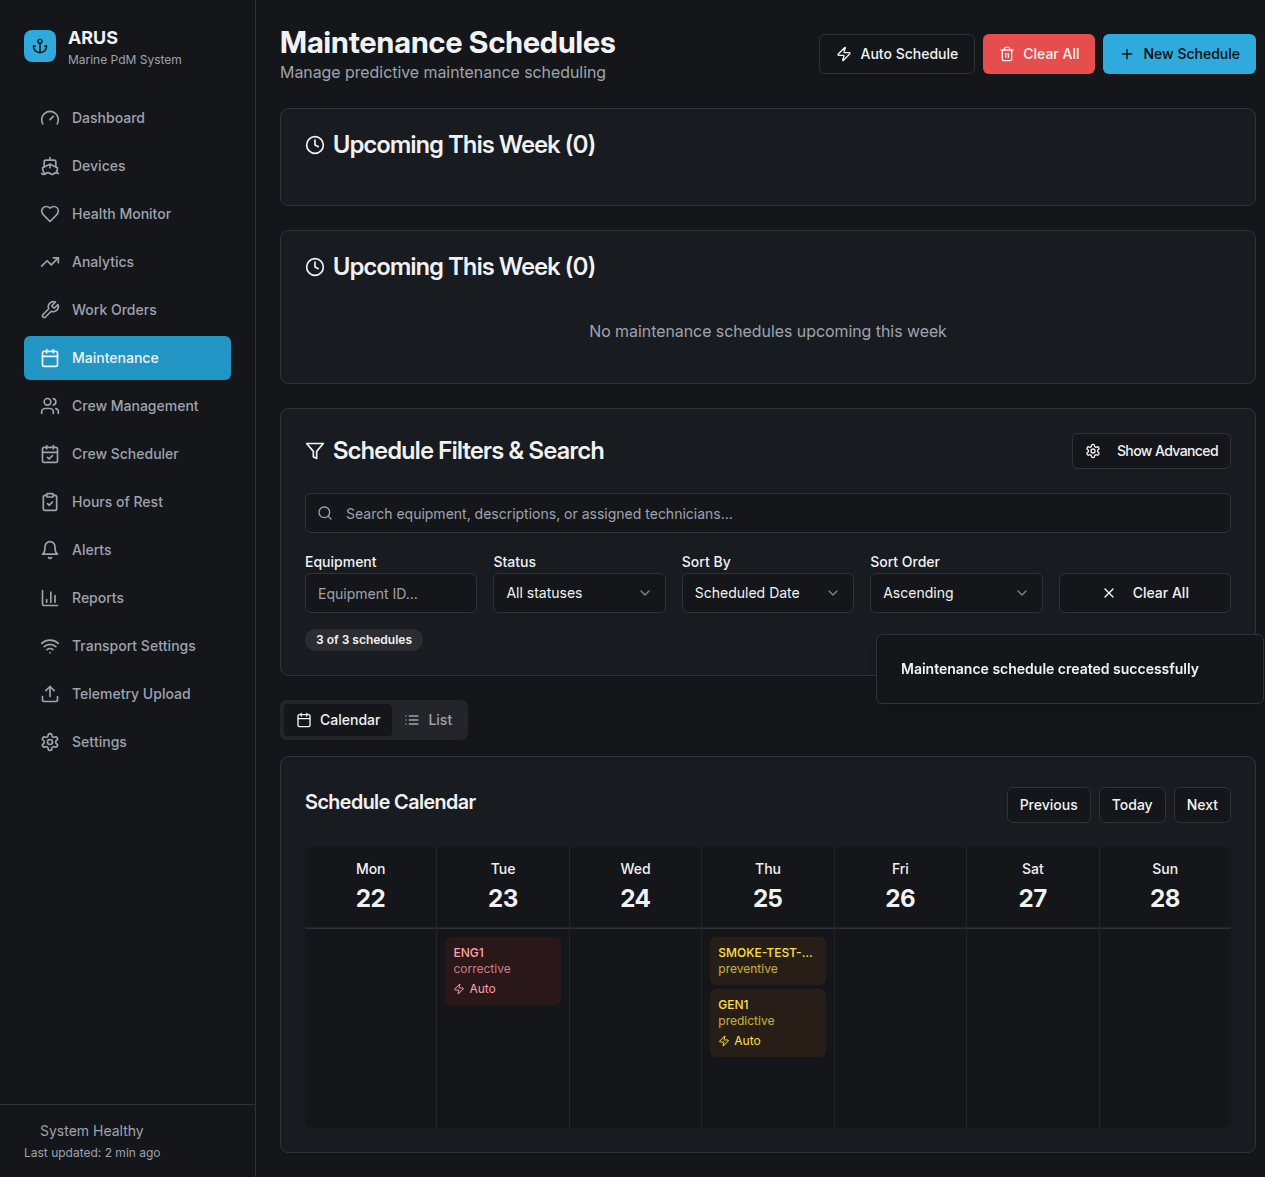 ARUS
Marine PdM System
Dashboard
Devices
Health Monitor
Analytics
Work Orders
Maintenance
Crew Management
Crew Scheduler
Hours of Rest
Alerts
Reports
Transport Settings
Telemetry Upload
Settings
System Healthy
Last updated: 2 min ago
Maintenance Schedules
Manage predictive maintenance scheduling
Auto Schedule
Clear All
New Schedule
Upcoming This Week (0)
Upcoming This Week (0)
No maintenance schedules upcoming this week
Schedule Filters & Search
Show Advanced
Search equipment, descriptions, or assigned technicians...
Equipment Status Sort By Sort Order
Equipment ID... All statuses Scheduled Date Ascending Clear All
3 of 3 schedules
Maintenance schedule created successfully
Calendar List
Schedule Calendar
Previous Today Next
Mon Tue Wed Thu Fri Sat Sun
22 23 24 25 26 27 28
ENG1
corrective
Auto
SMOKE-TEST-...
preventive
GEN1
predictive
Auto